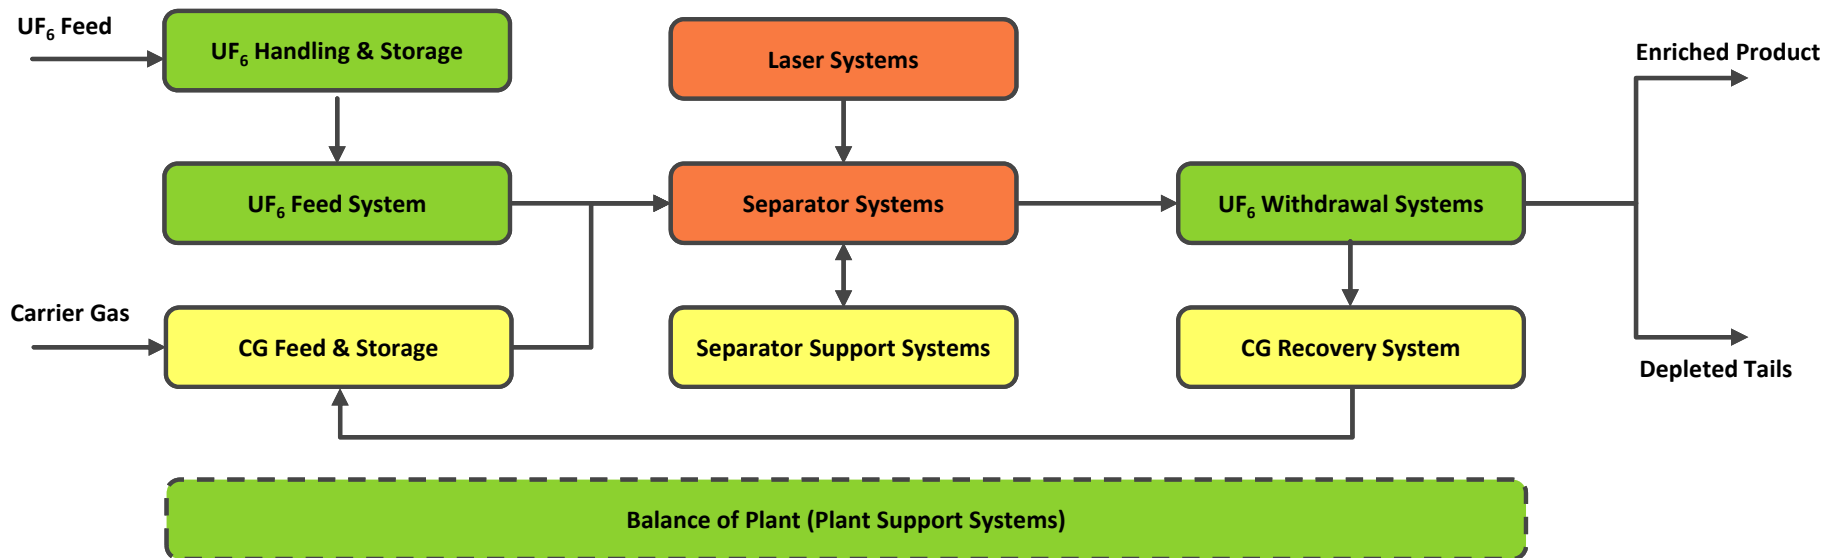 UF₆ Feed
UF₆ Handling & Storage
Laser Systems
Enriched Product
UF₆ Feed System
Separator Systems
UF₆ Withdrawal Systems
Carrier Gas
CG Feed & Storage
Separator Support Systems
CG Recovery System
Depleted Tails
Balance of Plant (Plant Support Systems)